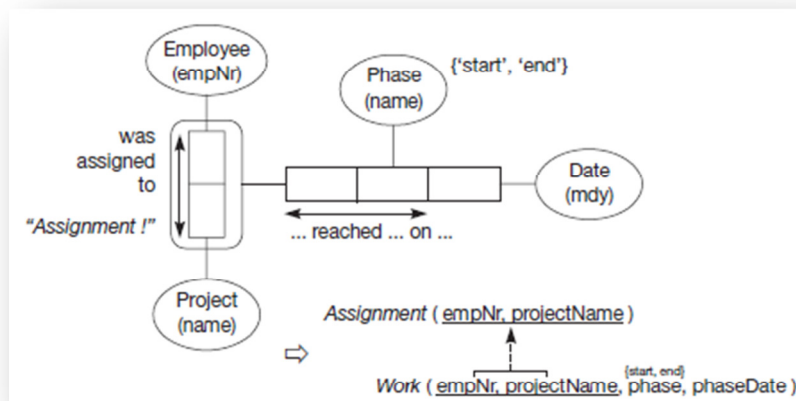 Employee
(empNr)
Phase
(name)
{'start', 'end'}
was
assigned
to
"Assignment !"
Date
(mdy)
... reached ... on ...
Project
(name)
Assignment ( empNr, projectName )
⇨
{start, end}
Work ( empNr, projectName, phase, phaseDate )